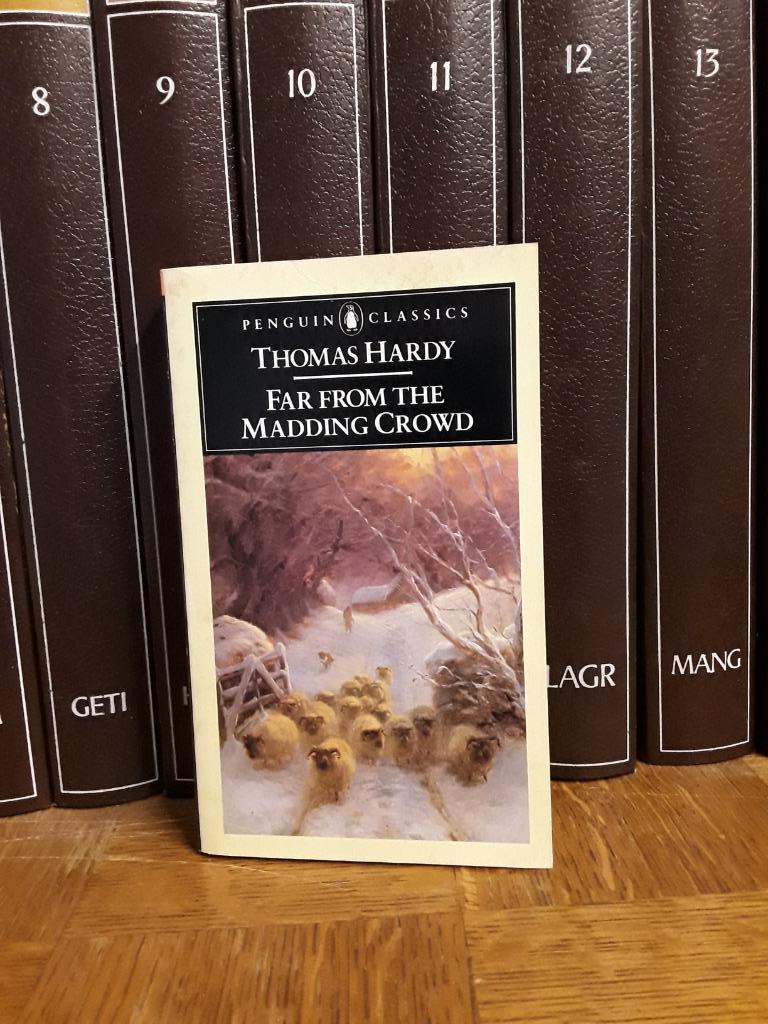 8
9
10
11
12
13
PENGUIN CLASSICS
THOMAS HARDY
FAR FROM THE
MADDING CROWD
GETI
LAGR
MANG